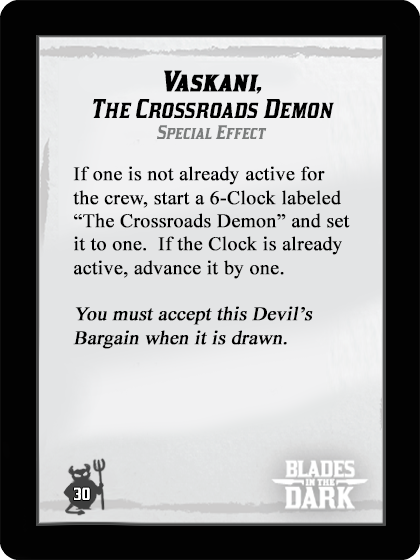 Vaskani,
The Crossroads Demon
Special Effect
If one is not already active for
the crew, start a 6-Clock labeled
“The Crossroads Demon” and set
it to one.  If the Clock is already
active, advance it by one.
You must accept this Devil’s
Bargain when it is drawn.
30
BLADES
IN THE
DARK